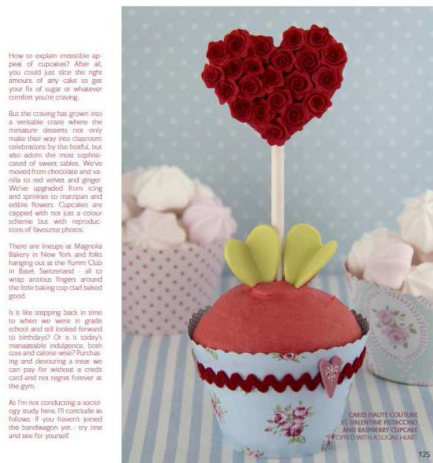 How to explain irresistible ap-
peal of cupcakes? After all,
you could just slice the right
amount of any cake to get
your fix of sugar or whatever
comfort you're craving.
But the craving has grown into
a veritable craze where the
miniature desserts not only
make their way into classroom
celebrations by the boxful, but
also adorn the most sophisti-
cated of sweet tables. We've
moved from chocolate and va-
nilla to red velvet and ginger.
We've upgraded from icing
and sprinkles to marzipan and
edible flowers. Cupcakes are
capped with not just a colour
scheme but with reproduc-
tions of favourite photos.
There are lineups at Magnolia
Bakery in New York and folks
hanging out at the Yumm Club
in Basel, Switzerland - all to
wrap anxious fingers around
the little baking cup clad baked
good.
Is it like stepping back in time
to when we were in grade
school and still looked forward
to birthdays? Or is it today's
manageable indulgence, both
cost and calorie-wise? Purchas-
ing and devouring a treat we
can pay for without a credit
card and not regret forever at
the gym.
As I'm not conducting a sociol-
ogy study here, I'll conclude as
follows. If you haven't joined
the bandwagon yet - try one
and see for yourself.
CAKES HAUTE COUTURE
ST. VALENTINE PISTACCHIO
AND RASPBERRY CUPCAKE
TOPPED WITH A SUGAR HEART
125